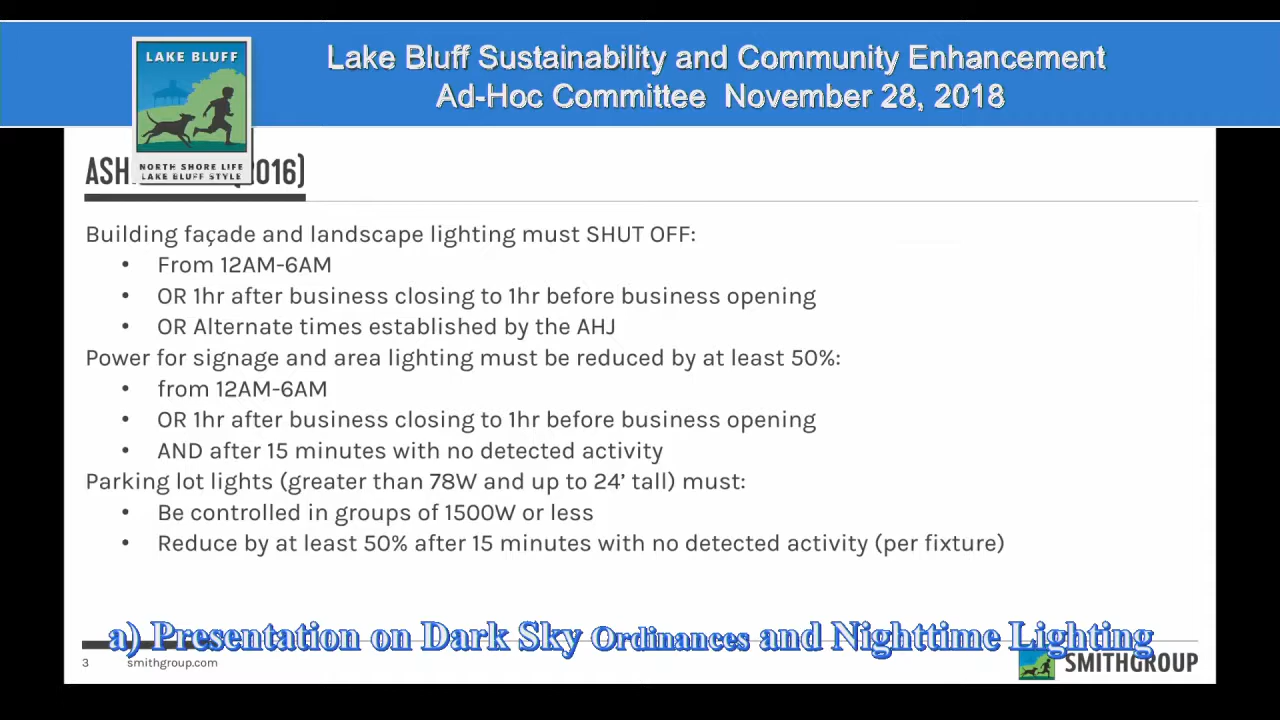 Lake Bluff Sustainability and Community Enhancement
Ad-Hoc Committee November 28, 2018
LAKE BLUFF
NORTH SHORE LIFE
LAKE BLUFF STYLE
2016)
Building façade and landscape lighting must SHUT OFF:
• From 12AM-6AM
• OR 1hr after business closing to 1hr before business opening
• OR Alternate times established by the AHJ
Power for signage and area lighting must be reduced by at least 50%:
• from 12AM-6AM
• OR 1hr after business closing to 1hr before business opening
• AND after 15 minutes with no detected activity
Parking lot lights (greater than 78W and up to 24’ tall) must:
• Be controlled in groups of 1500W or less
• Reduce by at least 50% after 15 minutes with no detected activity (per fixture)
a) Presentation on Dark Sky Ordinances and Nighttime Lighting
3 smithgroup.com
SMITHGROUP